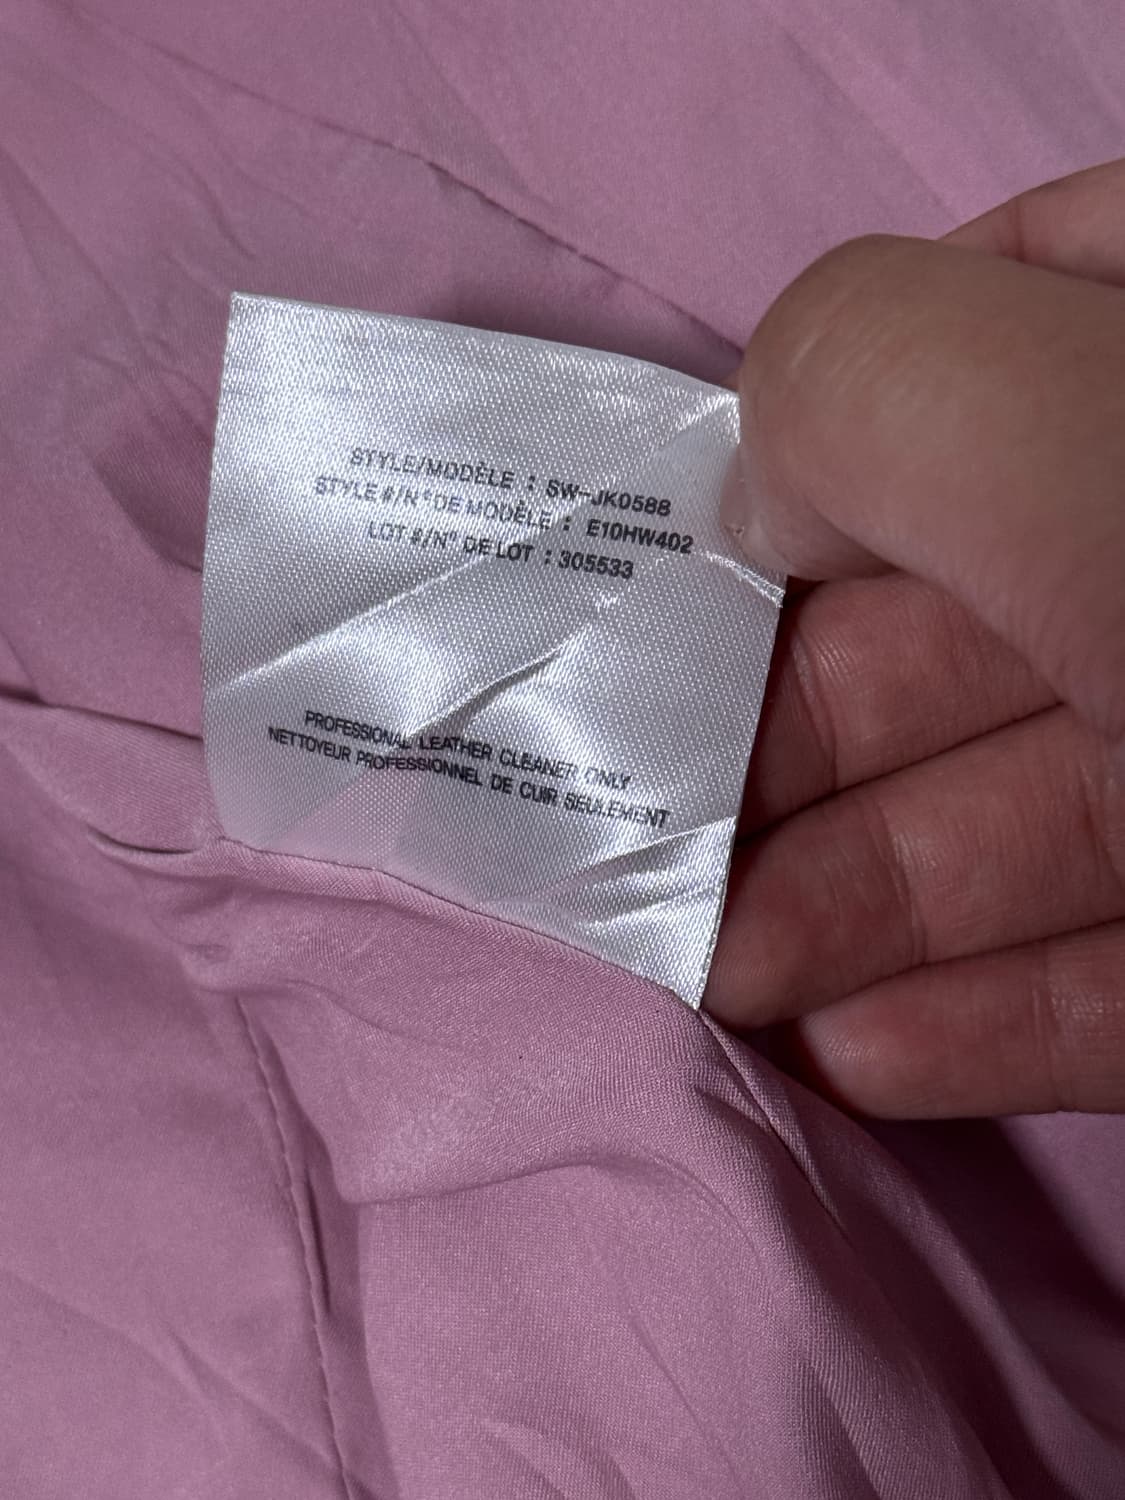 STYLE/MODÈLE : SW-JK0588
STYLE#/N° DE MODÈLE : E10HW402
LOT #/N° DE LOT : 305533
PROFESSIONAL LEATHER CLEANER ONLY
NETTOYEUR PROFESSIONNEL DE CUIR SEULEMENT